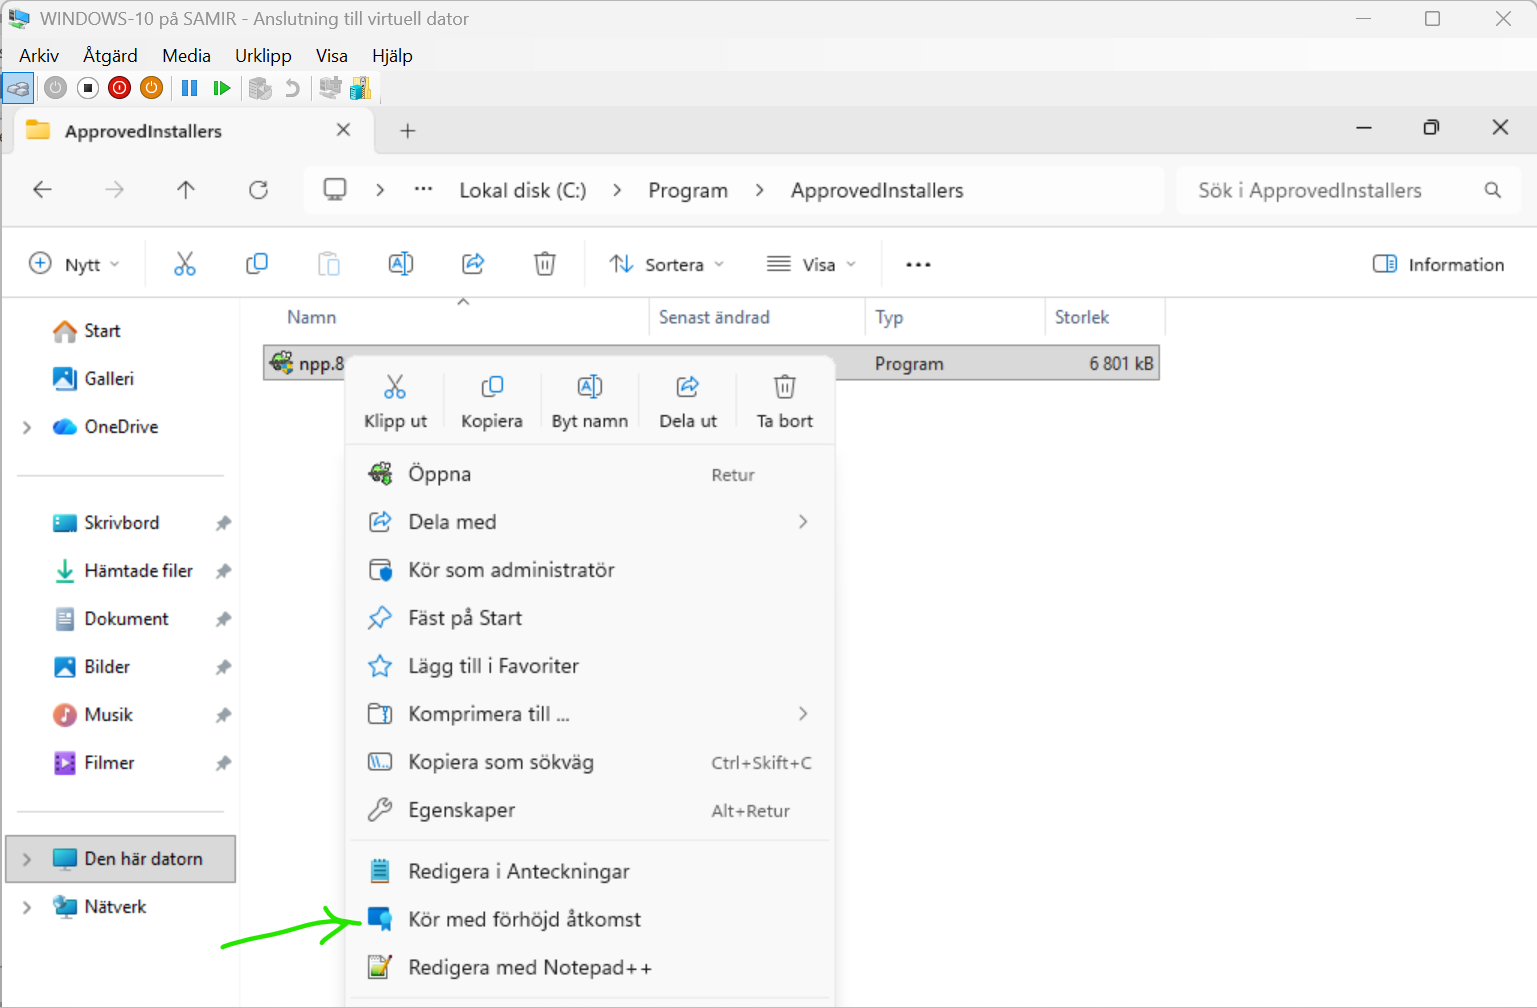 WINDOWS-10 på SAMIR - Anslutning till virtuell dator
Arkiv Åtgärd Media Urklipp Visa Hjälp
ApprovedInstallers
Lokal disk (C:) Program ApprovedInstallers
Sök i ApprovedInstallers
Nytt Sortera Visa Information
Namn Senast ändrad Typ Storlek
npp.8 Program 6 801 kB
Start
Galleri
OneDrive
Skrivbord
Hämtade filer
Dokument
Bilder
Musik
Filmer
Den här datorn
Nätverk
Klipp ut Kopiera Byt namn Dela ut Ta bort
Öppna Retur
Dela med
Kör som administratör
Fäst på Start
Lägg till i Favoriter
Komprimera till ...
Kopiera som sökväg Ctrl+Skift+C
Egenskaper Alt+Retur
Redigera i Anteckningar
Kör med förhöjd åtkomst
Redigera med Notepad++